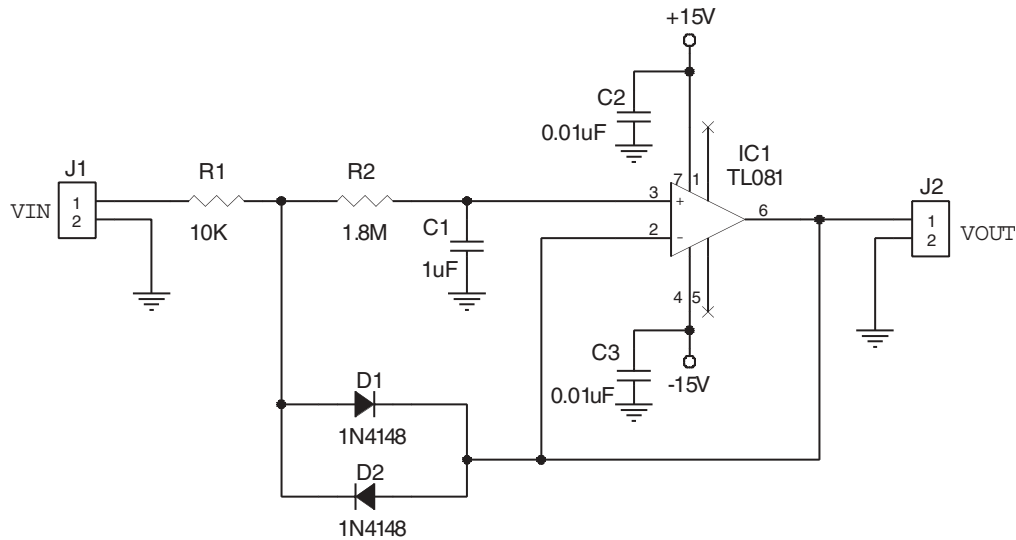 +15V
C2
0.01uF
IC1
TL081
7 1
J1
R1
R2
J2
VIN
1
2
3
+
6
1
2
VOUT
10K
1.8M
C1
1uF
2
-
4 5
C3
0.01uF
-15V
D1
1N4148
D2
1N4148